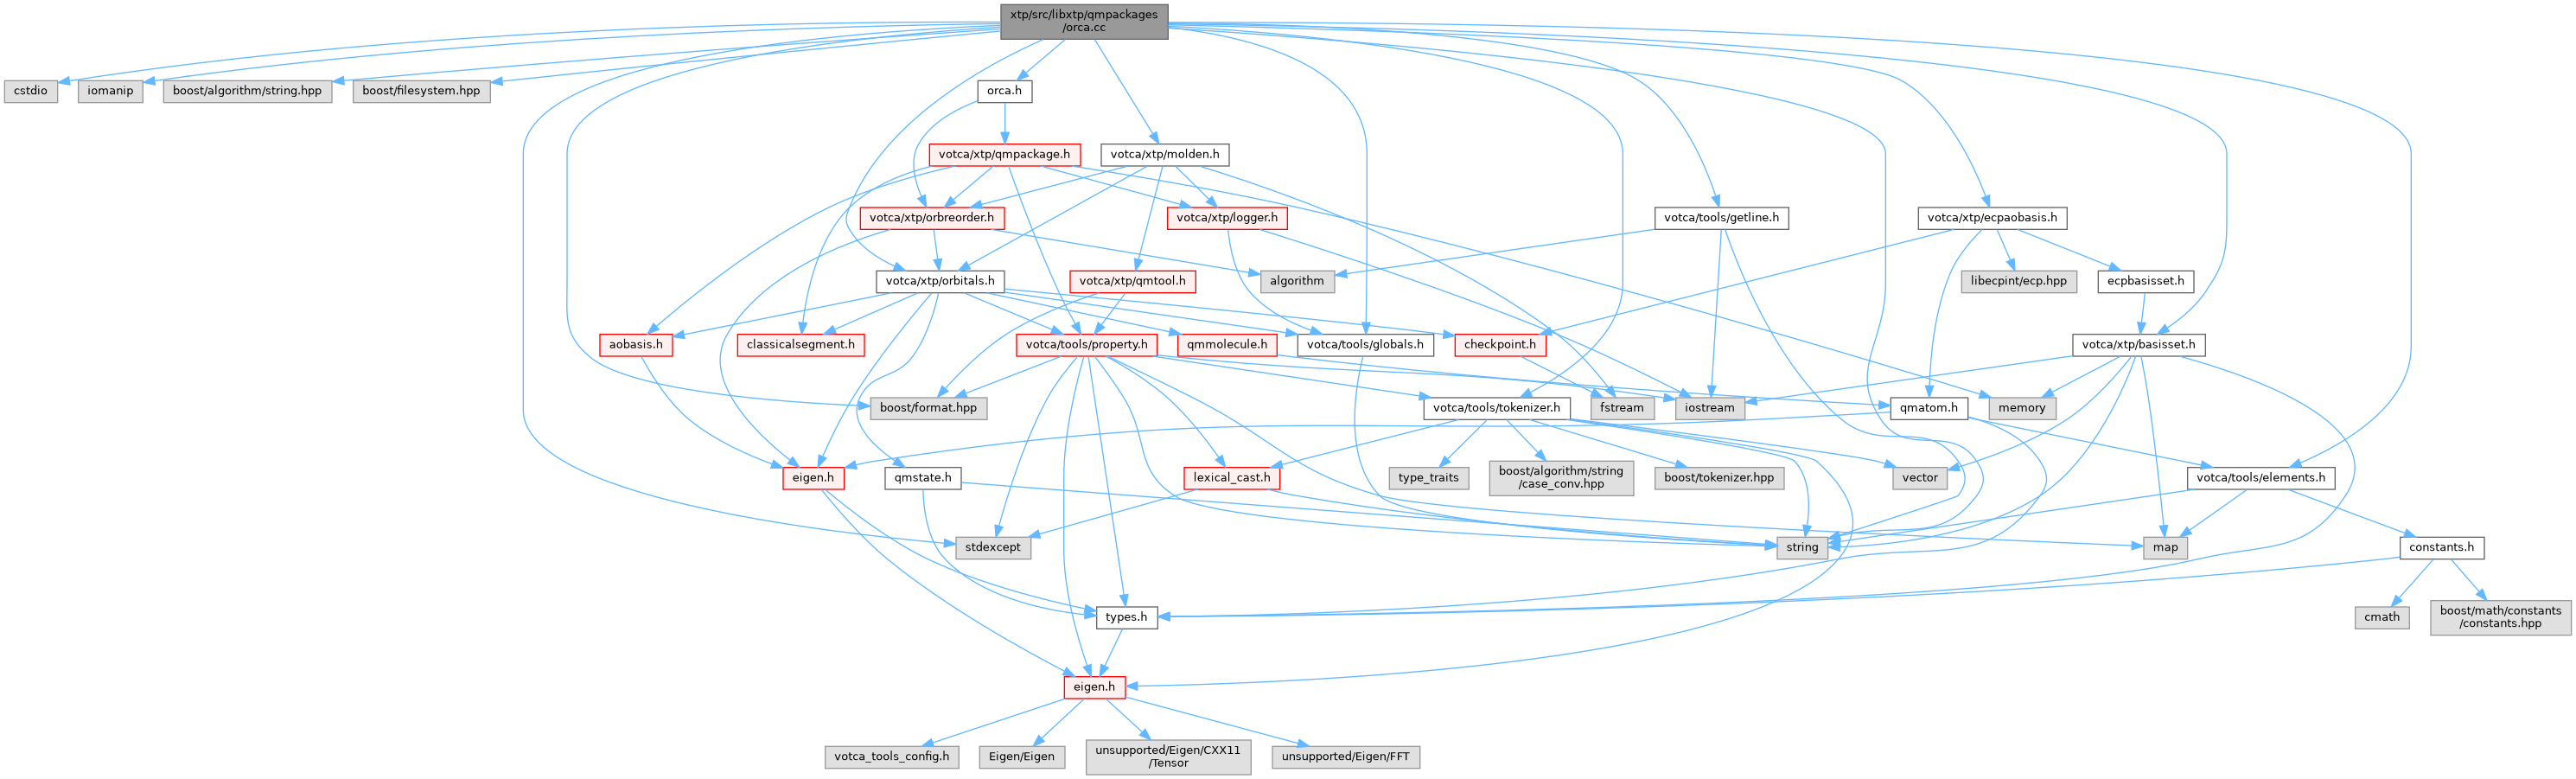 xtp/src/libxtp/qmpackages
/orca.cc
cstdio
iomanip
boost/algorithm/string.hpp
boost/filesystem.hpp
orca.h
votca/xtp/qmpackage.h
votca/xtp/molden.h
votca/xtp/orbreorder.h
votca/xtp/logger.h
votca/tools/getline.h
votca/xtp/ecpaobasis.h
votca/xtp/orbitals.h
votca/xtp/qmtool.h
algorithm
libecpint/ecp.hpp
ecpbasisset.h
aobasis.h
classicalsegment.h
votca/tools/property.h
qmmolecule.h
votca/tools/globals.h
checkpoint.h
votca/xtp/basisset.h
boost/format.hpp
votca/tools/tokenizer.h
fstream
iostream
qmatom.h
memory
eigen.h
qmstate.h
lexical_cast.h
type_traits
boost/algorithm/string
/case_conv.hpp
boost/tokenizer.hpp
vector
votca/tools/elements.h
stdexcept
string
map
constants.h
types.h
cmath
boost/math/constants
/constants.hpp
eigen.h
votca_tools_config.h
Eigen/Eigen
unsupported/Eigen/CXX11
/Tensor
unsupported/Eigen/FFT